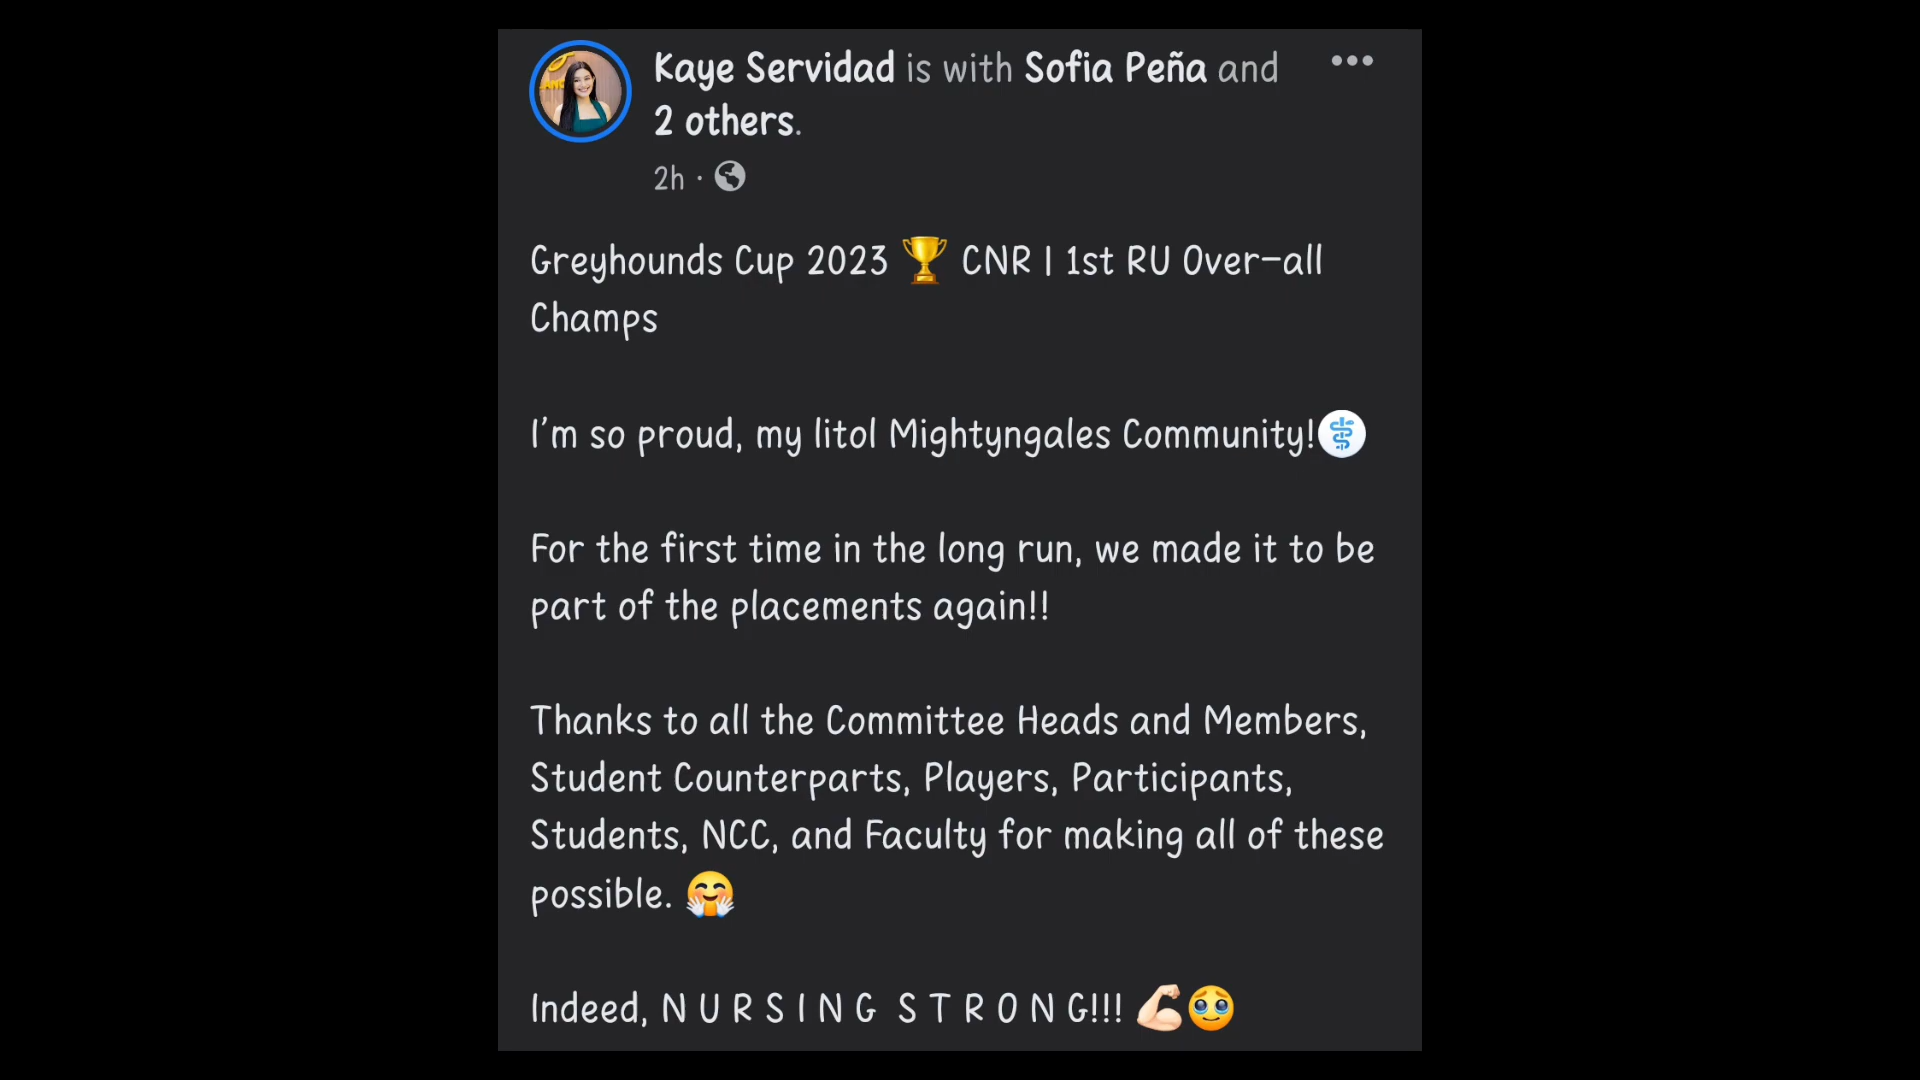 Kaye Servidad is with Sofia Peña and
2 others.
2h ·
Greyhounds Cup 2023 🏆 CNR | 1st RU Over-all
Champs
I'm so proud, my litol Mightyngales Community!
For the first time in the long run, we made it to be
part of the placements again!!
Thanks to all the Committee Heads and Members,
Student Counterparts, Players, Participants,
Students, NCC, and Faculty for making all of these
possible. 🤗
Indeed, N U R S I N G S T R O N G!!! 💪🏻🥹